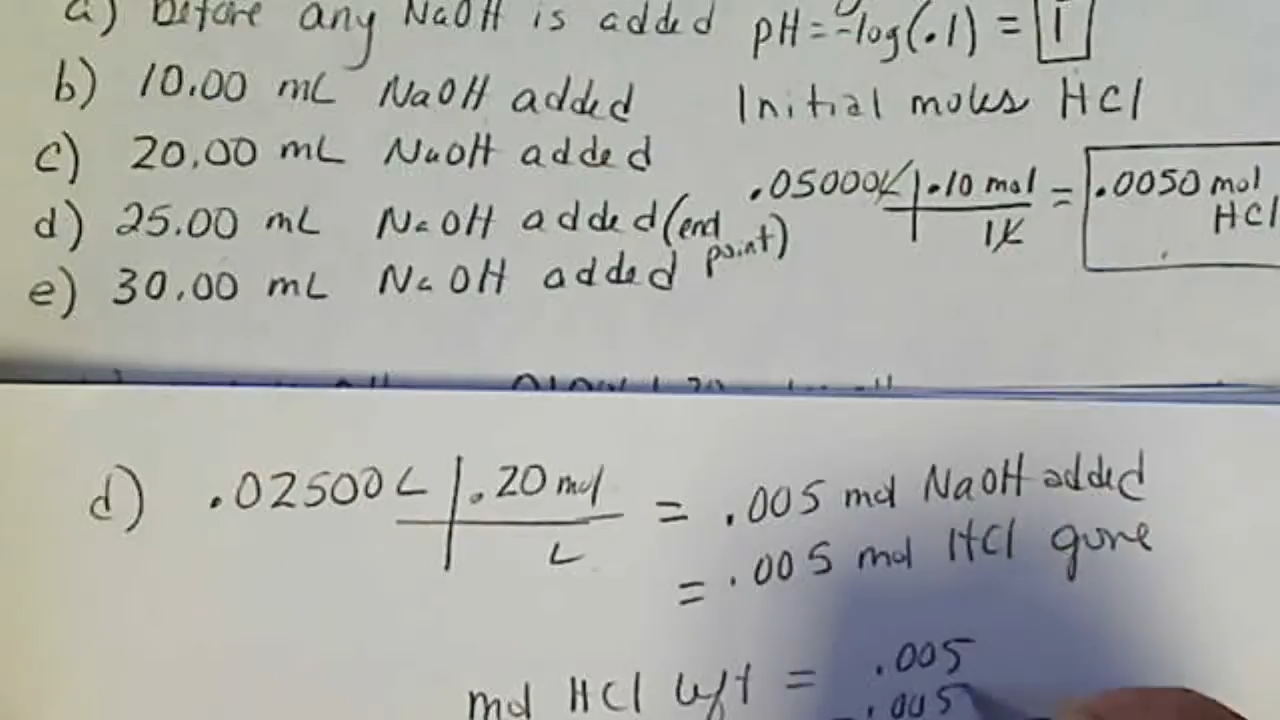 a) Before any NaOH is added pH = -log(.1) = 1
b) 10.00 mL NaOH added Initial moles HCl
c) 20.00 mL NaOH added
.05000L | .10 mol = .0050 mol HCl
1L
d) 25.00 mL NaOH added (end point)
e) 30.00 mL NaOH added
d) .02500 L | .20 mol = .005 mol NaOH added
L
= .005 mol HCl gone
mol HCl left = .005
- .005